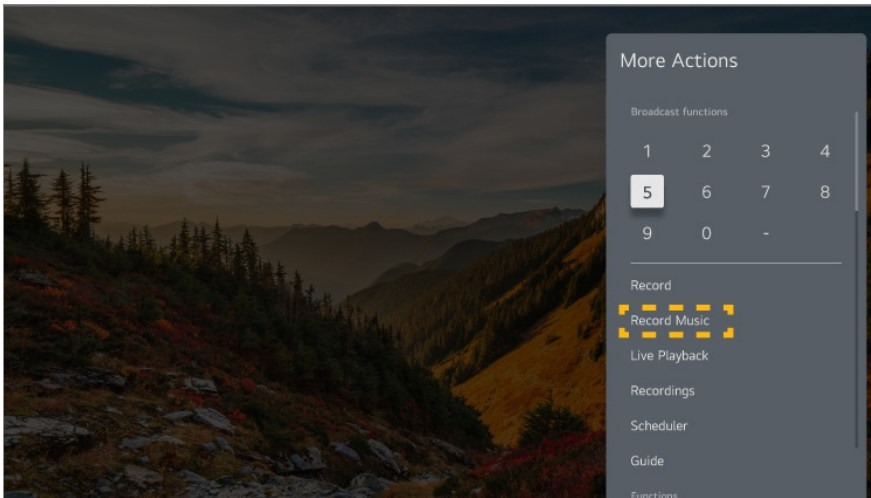 More Actions
Broadcast functions
1 2 3 4
5 6 7 8
9 0 -
Record
Record Music
Live Playback
Recordings
Scheduler
Guide
Functions